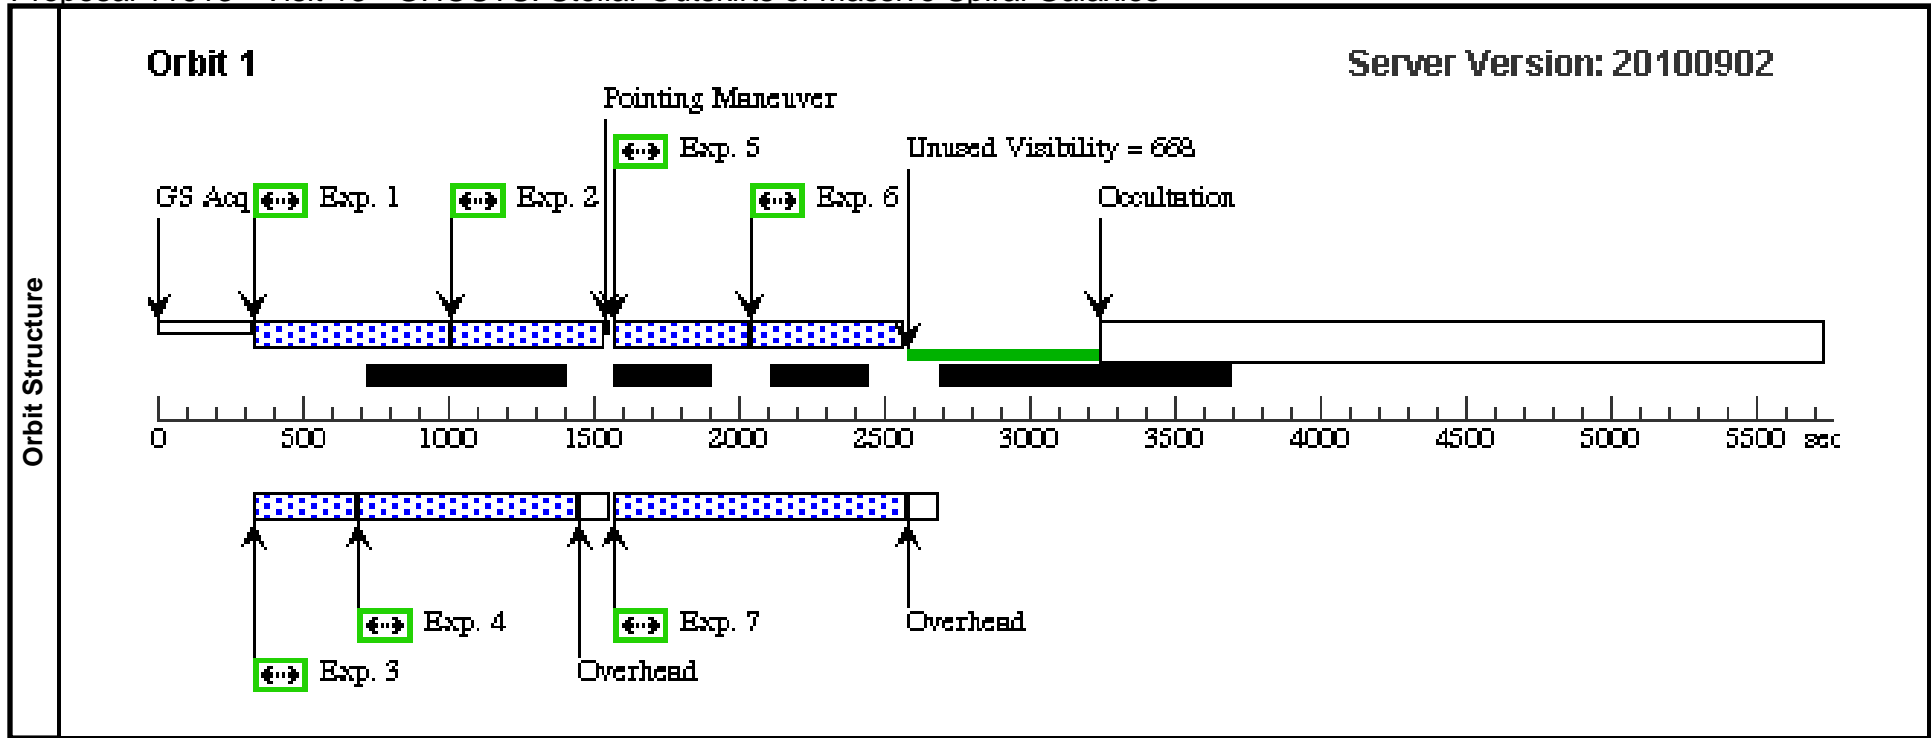 Orbit 1
Server Version: 20100902
Pointing Maneuver
Exp. 5
Unused Visibility = 668
GS Acq
Exp. 1
Exp. 2
Exp. 6
Occultation
Orbit Structure
0 500 1000 1500 2000 2500 3000 3500 4000 4500 5000 5500 sec
Exp. 4
Exp. 7
Overhead
Exp. 3
Overhead